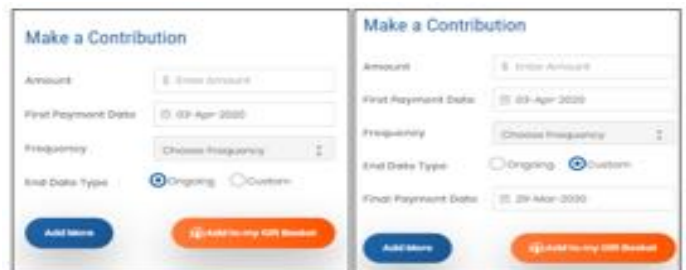 Make a Contribution
Amount $ Enter Amount
First Payment Date 03-Apr-2020
Frequency Choose Frequency
End Date Type Ongoing Custom
Add More Add to my Gift Basket
Make a Contribution
Amount $ Enter Amount
First Payment Date 03-Apr-2020
Frequency Choose Frequency
End Date Type Ongoing Custom
Final Payment Date 29-Mar-2030
Add More Add to my Gift Basket